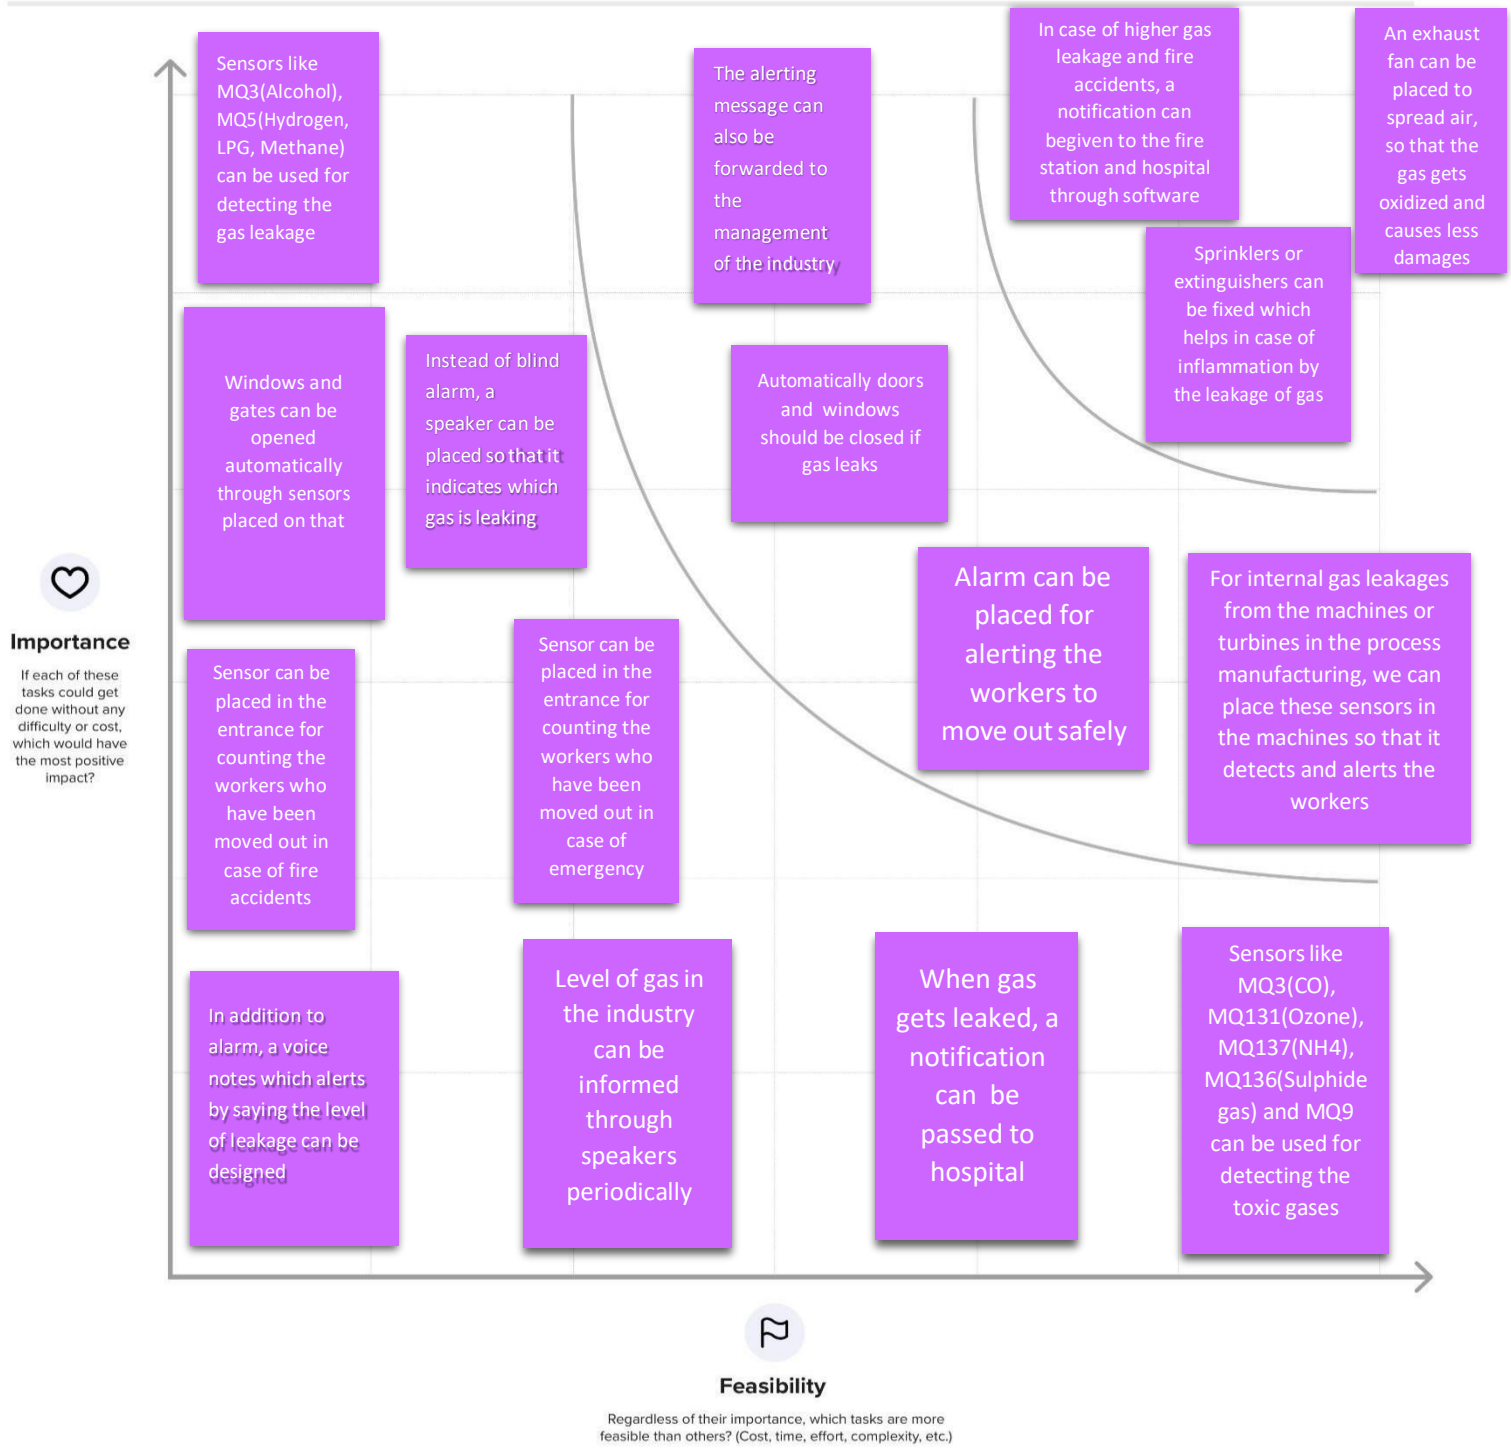 Sensors like
MQ3(Alcohol),
MQ5(Hydrogen,
LPG, Methane)
can be used for
detecting the
gas leakage
The alerting
message can
also be
forwarded to
the
management
of the industry
In case of higher gas
leakage and fire
accidents, a
notification can
begiven to the fire
station and hospital
through software
An exhaust
fan can be
placed to
spread air,
so that the
gas gets
oxidized and
causes less
damages
Sprinklers or
extinguishers can
be fixed which
helps in case of
inflammation by
the leakage of gas
Windows and
gates can be
opened
automatically
through sensors
placed on that
Instead of blind
alarm, a
speaker can be
placed so that it
indicates which
gas is leaking
Automatically doors
and windows
should be closed if
gas leaks
Alarm can be
placed for
alerting the
workers to
move out safely
For internal gas leakages
from the machines or
turbines in the process
manufacturing, we can
place these sensors in
the machines so that it
detects and alerts the
workers
Importance
If each of these
tasks could get
done without any
difficulty or cost,
which would have
the most positive
impact?
Sensor can be
placed in the
entrance for
counting the
workers who
have been
moved out in
case of fire
accidents
Sensor can be
placed in the
entrance for
counting the
workers who
have been
moved out in
case of
emergency
In addition to
alarm, a voice
notes which alerts
by saying the level
of leakage can be
designed
Level of gas in
the industry
can be
informed
through
speakers
periodically
When gas
gets leaked, a
notification
can be
passed to
hospital
Sensors like
MQ3(CO),
MQ131(Ozone),
MQ137(NH4),
MQ136(Sulphide
gas) and MQ9
can be used for
detecting the
toxic gases
Feasibility
Regardless of their importance, which tasks are more
feasible than others? (Cost, time, effort, complexity, etc.)